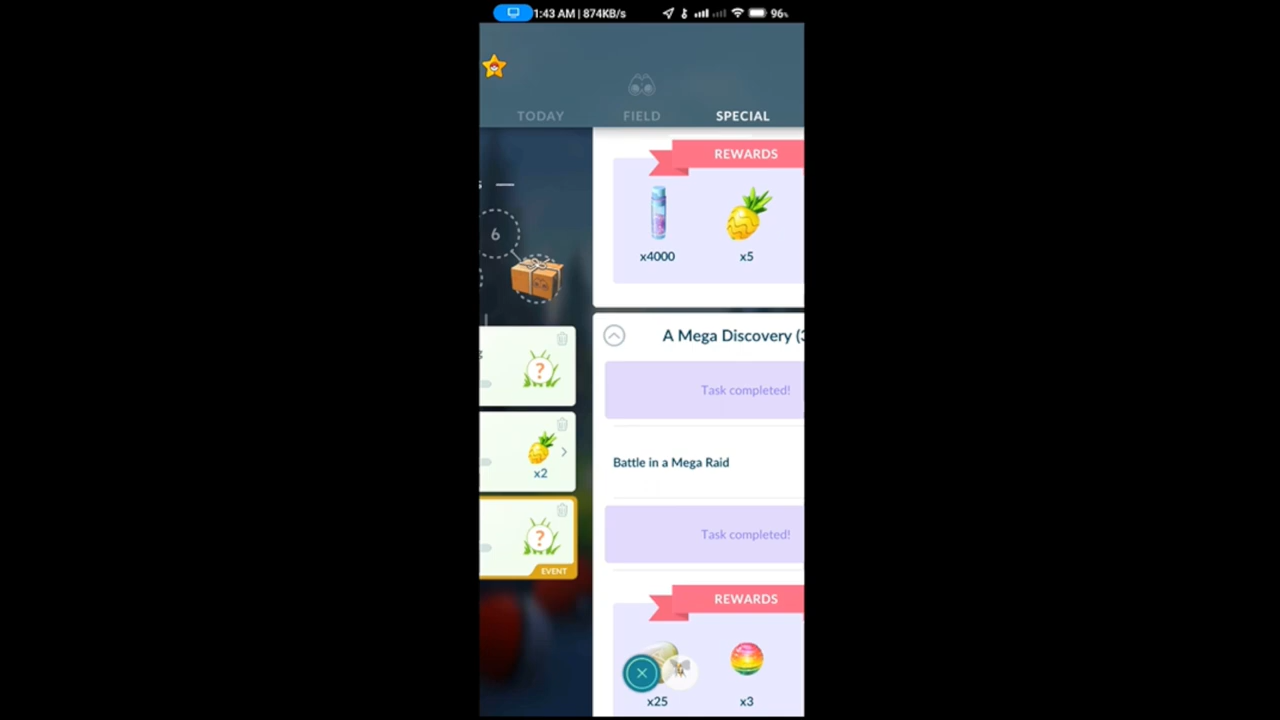 1:43 AM | 874KB/s 96%
TODAY FIELD SPECIAL
REWARDS
6
x4000 x5
A Mega Discovery (3
Task completed!
Battle in a Mega Raid
x2
Task completed!
EVENT
REWARDS
x25 x3